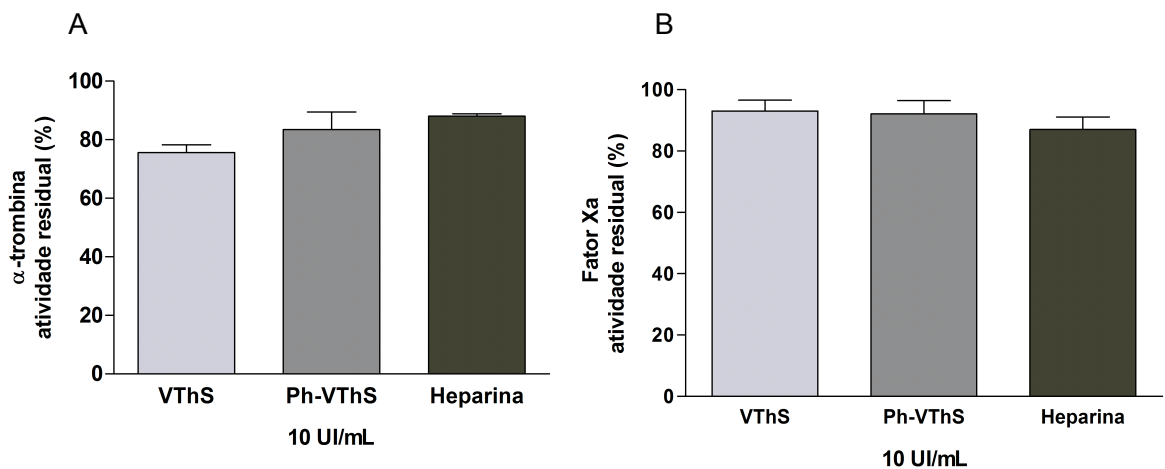 A
α-trombina
atividade residual (%)
100
80
60
40
20
0
VThS Ph-VThS Heparina
10 UI/mL
B
Fator Xa
atividade residual (%)
100
80
60
40
20
0
VThS Ph-VThS Heparina
10 UI/mL